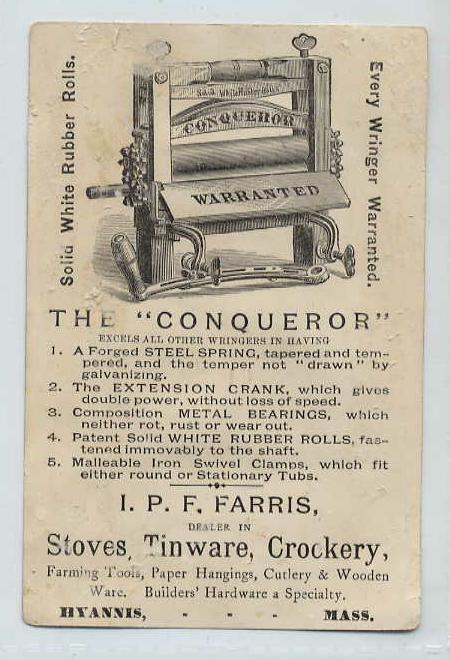 Solid White Rubber Rolls.
Every Wringer Warranted.
CONQUEROR
WARRANTED
THE "CONQUEROR"
EXCELS ALL OTHER WRINGERS IN HAVING
1. A Forged STEEL SPRING, tapered and tem-
pered, and the temper not "drawn" by
galvanizing.
2. The EXTENSION CRANK, which gives
double power, without loss of speed.
3. Composition METAL BEARINGS, which
neither rot, rust or wear out.
4. Patent Solid WHITE RUBBER ROLLS, fas-
tened immovably to the shaft.
5. Malleable Iron Swivel Clamps, which fit
either round or Stationary Tubs.
I. P. F. FARRIS,
DEALER IN
Stoves, Tinware, Crockery,
Farming Tools, Paper Hangings, Cutlery & Wooden
Ware. Builders' Hardware a Specialty.
HYANNIS, - - - MASS.